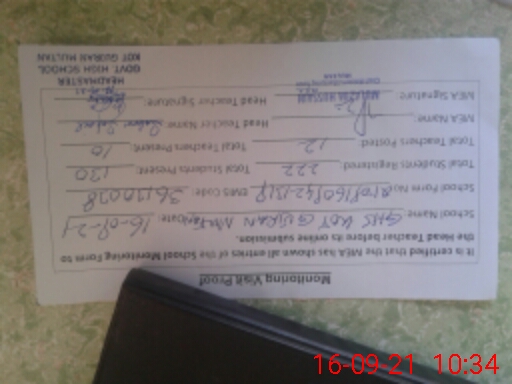 Monitoring Visit Proof
It is certified that the MEA has shown all entries of the School Monitoring Form to
the Head Teacher before its online submission.
School Name: GHS KOT GUJRAN MULTAN Date: 16-09-21
School Form No: EMIS Code: 36130028
Total Students Registered: 222 Total Students Present: 130
Total Teachers Posted: 12 Total Teachers Present: 10
MEA Name: Head Teacher Name:
MEA Signature: Head Teacher Signature:
HEADMASTER
GOVT. HIGH SCHOOL
KOT GUJRAN MULTAN
16-09-21 10:34